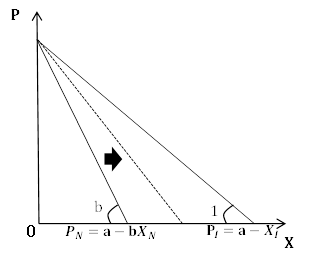 P
b
1
0
P_N = a − bX_N
P_I = a − X_I
X